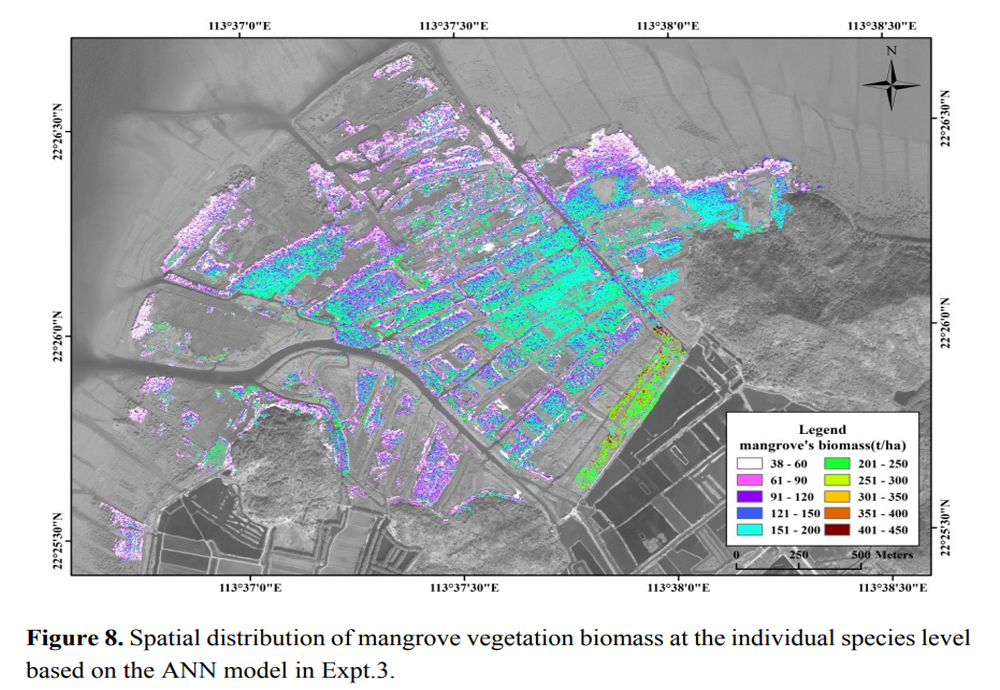 113°37'0"E 113°37'30"E 113°38'0"E 113°38'30"E
N
22°26'30"N 22°26'30"N
22°26'0"N 22°26'0"N
22°25'30"N 22°25'30"N
Legend
mangrove's biomass(t/ha)
38 - 60 201 - 250
61 - 90 251 - 300
91 - 120 301 - 350
121 - 150 351 - 400
151 - 200 401 - 450
0 250 500 Meters
113°37'0"E 113°37'30"E 113°38'0"E 113°38'30"E
Figure 8. Spatial distribution of mangrove vegetation biomass at the individual species level
based on the ANN model in Expt.3.